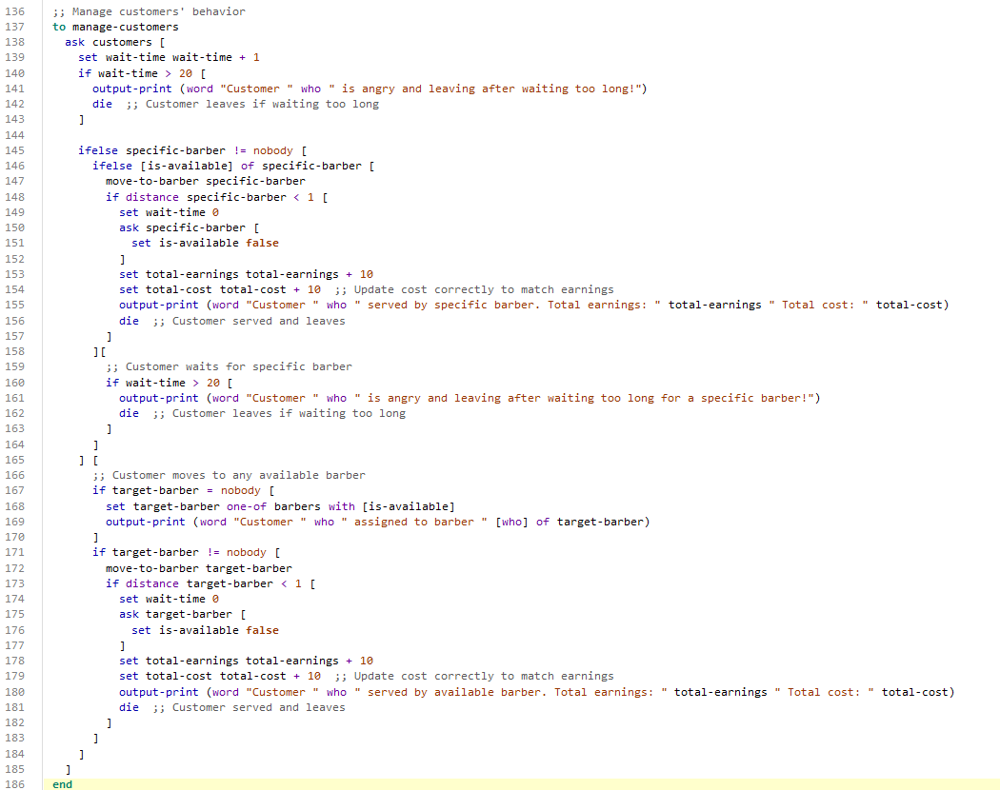 136 ;; Manage customers' behavior
137 to manage-customers
138 ask customers [
139 set wait-time wait-time + 1
140 if wait-time > 20 [
141 output-print (word "Customer " who " is angry and leaving after waiting too long!")
142 die ;; Customer leaves if waiting too long
143 ]
144
145 ifelse specific-barber != nobody [
146 ifelse [is-available] of specific-barber [
147 move-to-barber specific-barber
148 if distance specific-barber < 1 [
149 set wait-time 0
150 ask specific-barber [
151 set is-available false
152 ]
153 set total-earnings total-earnings + 10
154 set total-cost total-cost + 10 ;; Update cost correctly to match earnings
155 output-print (word "Customer " who " served by specific barber. Total earnings: " total-earnings " Total cost: " total-cost)
156 die ;; Customer served and leaves
157 ]
158 ][
159 ;; Customer waits for specific barber
160 if wait-time > 20 [
161 output-print (word "Customer " who " is angry and leaving after waiting too long for a specific barber!")
162 die ;; Customer leaves if waiting too long
163 ]
164 ]
165 ] [
166 ;; Customer moves to any available barber
167 if target-barber = nobody [
168 set target-barber one-of barbers with [is-available]
169 output-print (word "Customer " who " assigned to barber " [who] of target-barber)
170 ]
171 if target-barber != nobody [
172 move-to-barber target-barber
173 if distance target-barber < 1 [
174 set wait-time 0
175 ask target-barber [
176 set is-available false
177 ]
178 set total-earnings total-earnings + 10
179 set total-cost total-cost + 10 ;; Update cost correctly to match earnings
180 output-print (word "Customer " who " served by available barber. Total earnings: " total-earnings " Total cost: " total-cost)
181 die ;; Customer served and leaves
182 ]
183 ]
184 ]
185 ]
186 end